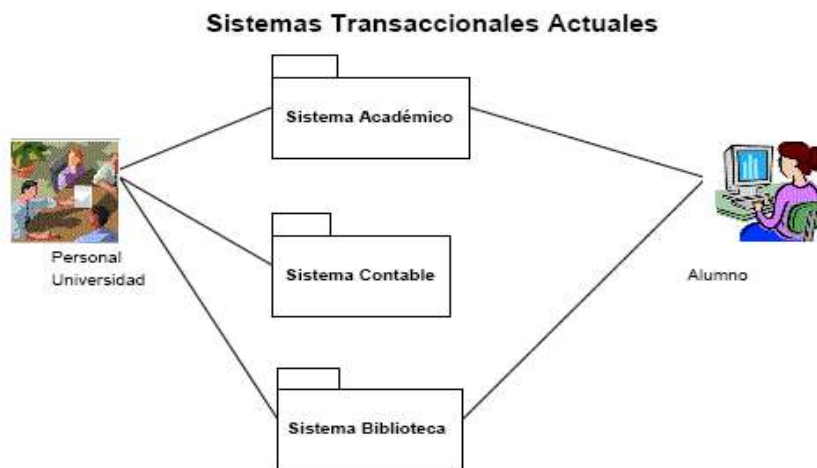 Sistemas Transaccionales Actuales
Sistema Académico
Personal
Universidad
Sistema Contable
Alumno
Sistema Biblioteca